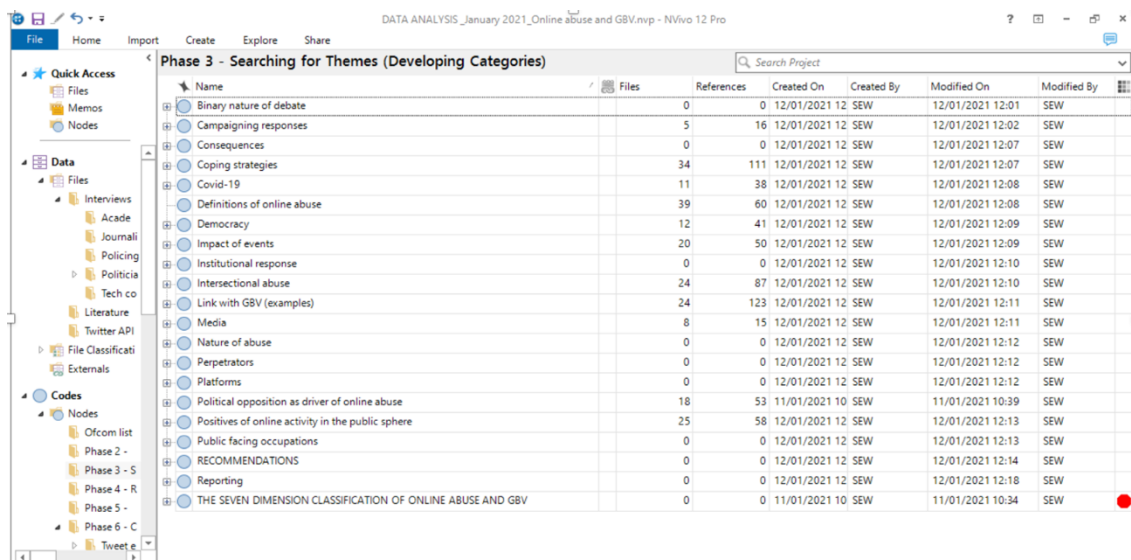 DATA ANALYSIS_January 2021_Online abuse and GBV.nvp - NVivo 12 Pro
File Home Import Create Explore Share
Quick Access
Files
Memos
Nodes
Data
Files
Interviews
Acade
Journali
Policing
Politicia
Tech co
Literature
Twitter API
File Classificati
Externals
Codes
Nodes
Ofcom list
Phase 2 -
Phase 3 - S
Phase 4 - R
Phase 5 -
Phase 6 - C
Tweet e
Phase 3 - Searching for Themes (Developing Categories)
Search Project
Name Files References Created On Created By Modified On Modified By
Binary nature of debate 0 0 12/01/2021 12 SEW 12/01/2021 12:01 SEW
Campaigning responses 5 16 12/01/2021 12 SEW 12/01/2021 12:02 SEW
Consequences 0 0 12/01/2021 12 SEW 12/01/2021 12:07 SEW
Coping strategies 34 111 12/01/2021 12 SEW 12/01/2021 12:07 SEW
Covid-19 11 38 12/01/2021 12 SEW 12/01/2021 12:08 SEW
Definitions of online abuse 39 60 12/01/2021 12 SEW 12/01/2021 12:08 SEW
Democracy 12 41 12/01/2021 12 SEW 12/01/2021 12:09 SEW
Impact of events 20 50 12/01/2021 12 SEW 12/01/2021 12:09 SEW
Institutional response 0 0 12/01/2021 12 SEW 12/01/2021 12:10 SEW
Intersectional abuse 24 87 12/01/2021 12 SEW 12/01/2021 12:10 SEW
Link with GBV (examples) 24 123 12/01/2021 12 SEW 12/01/2021 12:11 SEW
Media 8 15 12/01/2021 12 SEW 12/01/2021 12:11 SEW
Nature of abuse 0 0 12/01/2021 12 SEW 12/01/2021 12:12 SEW
Perpetrators 0 0 12/01/2021 12 SEW 12/01/2021 12:12 SEW
Platforms 0 0 12/01/2021 12 SEW 12/01/2021 12:12 SEW
Political opposition as driver of online abuse 18 53 11/01/2021 10 SEW 11/01/2021 10:39 SEW
Positives of online activity in the public sphere 25 58 12/01/2021 12 SEW 12/01/2021 12:13 SEW
Public facing occupations 0 0 12/01/2021 12 SEW 12/01/2021 12:13 SEW
RECOMMENDATIONS 0 0 12/01/2021 12 SEW 12/01/2021 12:14 SEW
Reporting 0 0 12/01/2021 12 SEW 12/01/2021 12:18 SEW
THE SEVEN DIMENSION CLASSIFICATION OF ONLINE ABUSE AND GBV 0 0 11/01/2021 10 SEW 11/01/2021 10:34 SEW